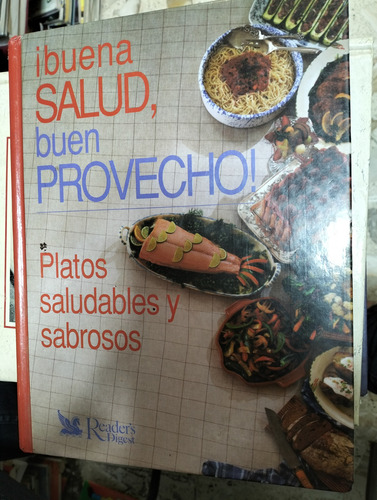 ¡buena
SALUD,
buen
PROVECHO!
Platos
saludables y
sabrosos
Reader's
Digest